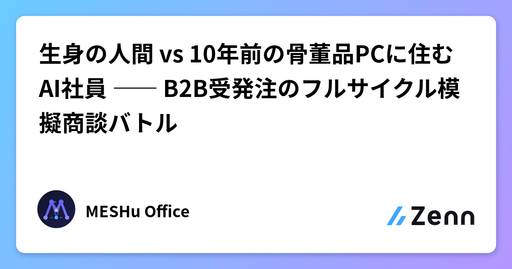 生身の人間 vs 10年前の骨董品PCに住む
AI社員 ── B2B受発注のフルサイクル模
擬商談バトル
MESHu Office
Zenn